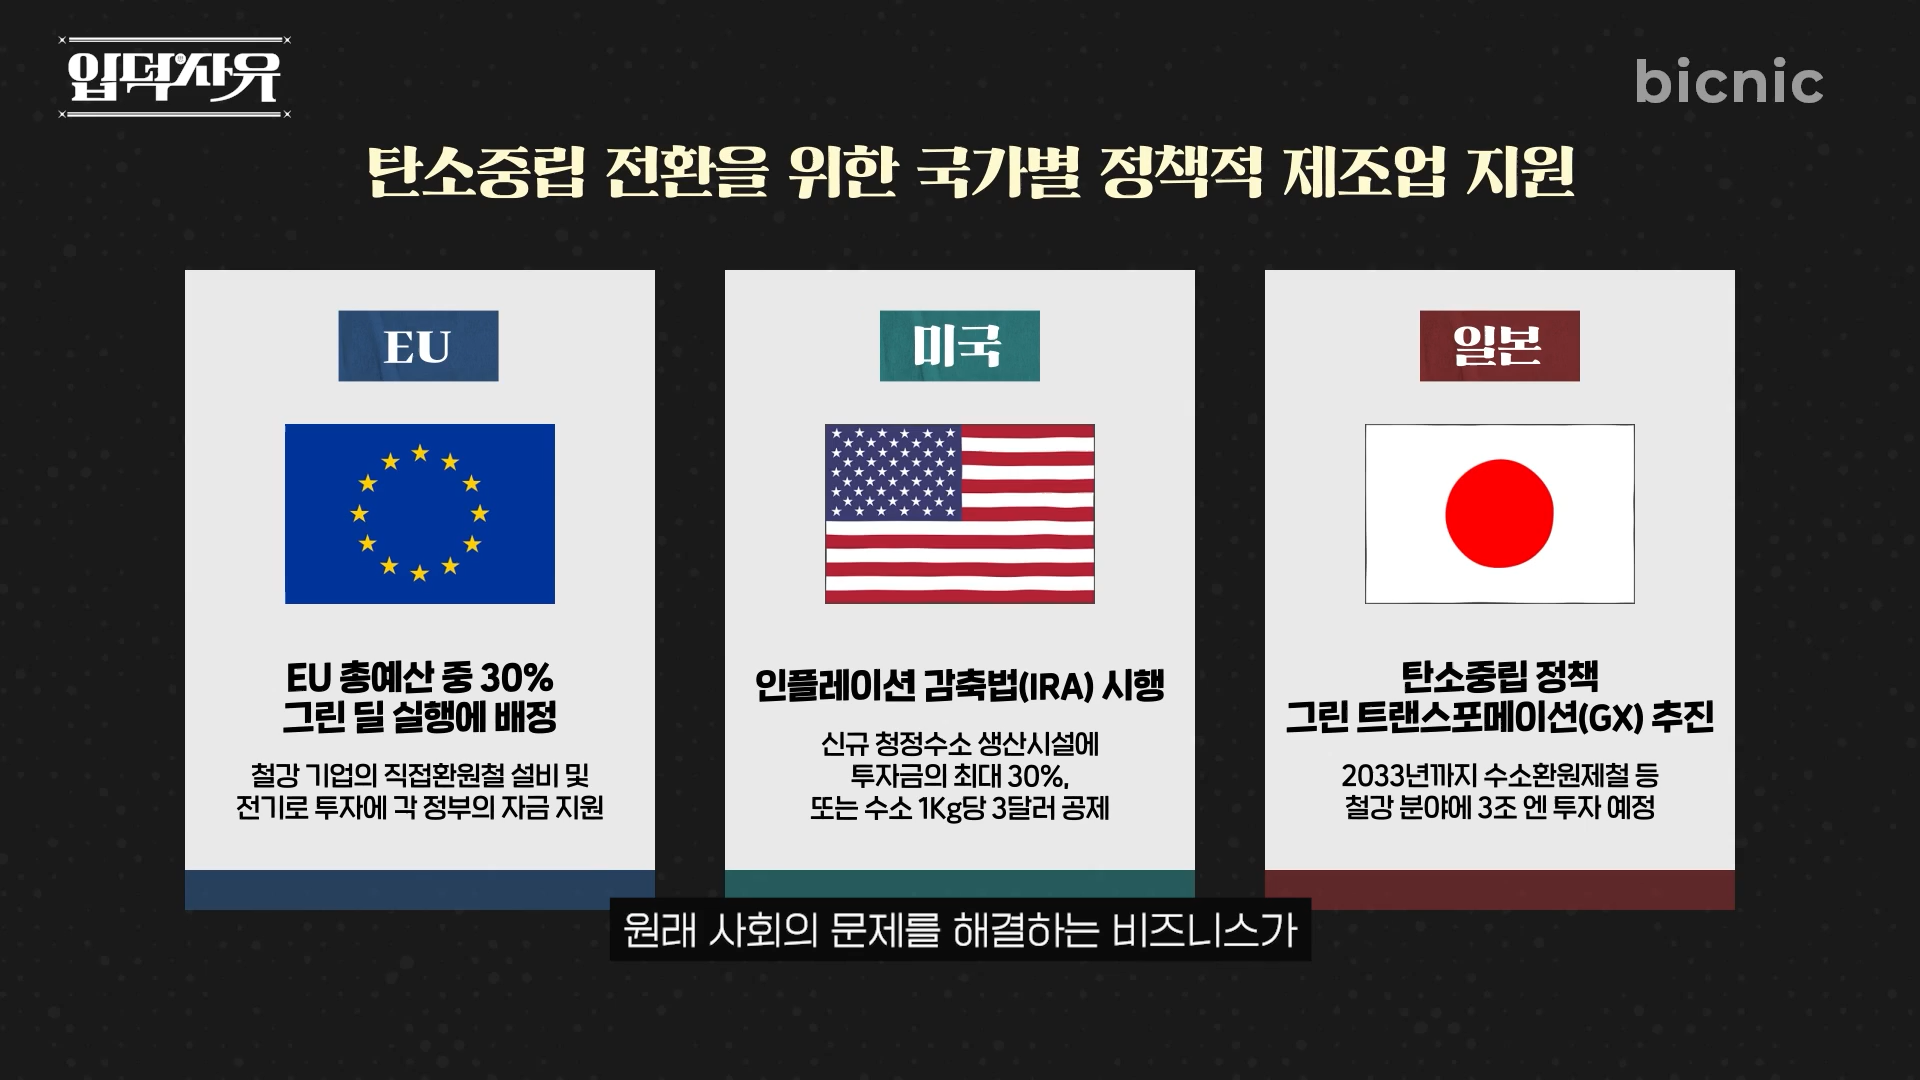 입덕사유
bicnic
탄소중립 전환을 위한 국가별 정책적 제조업 지원
EU
EU 총예산 중 30%
그린 딜 실행에 배정
철강 기업의 직접환원철 설비 및
전기로 투자에 각 정부의 자금 지원
미국
인플레이션 감축법(IRA) 시행
신규 청정수소 생산시설에
투자금의 최대 30%,
또는 수소 1Kg당 3달러 공제
일본
탄소중립 정책
그린 트랜스포메이션(GX) 추진
2033년까지 수소환원제철 등
철강 분야에 3조 엔 투자 예정
원래 사회의 문제를 해결하는 비즈니스가